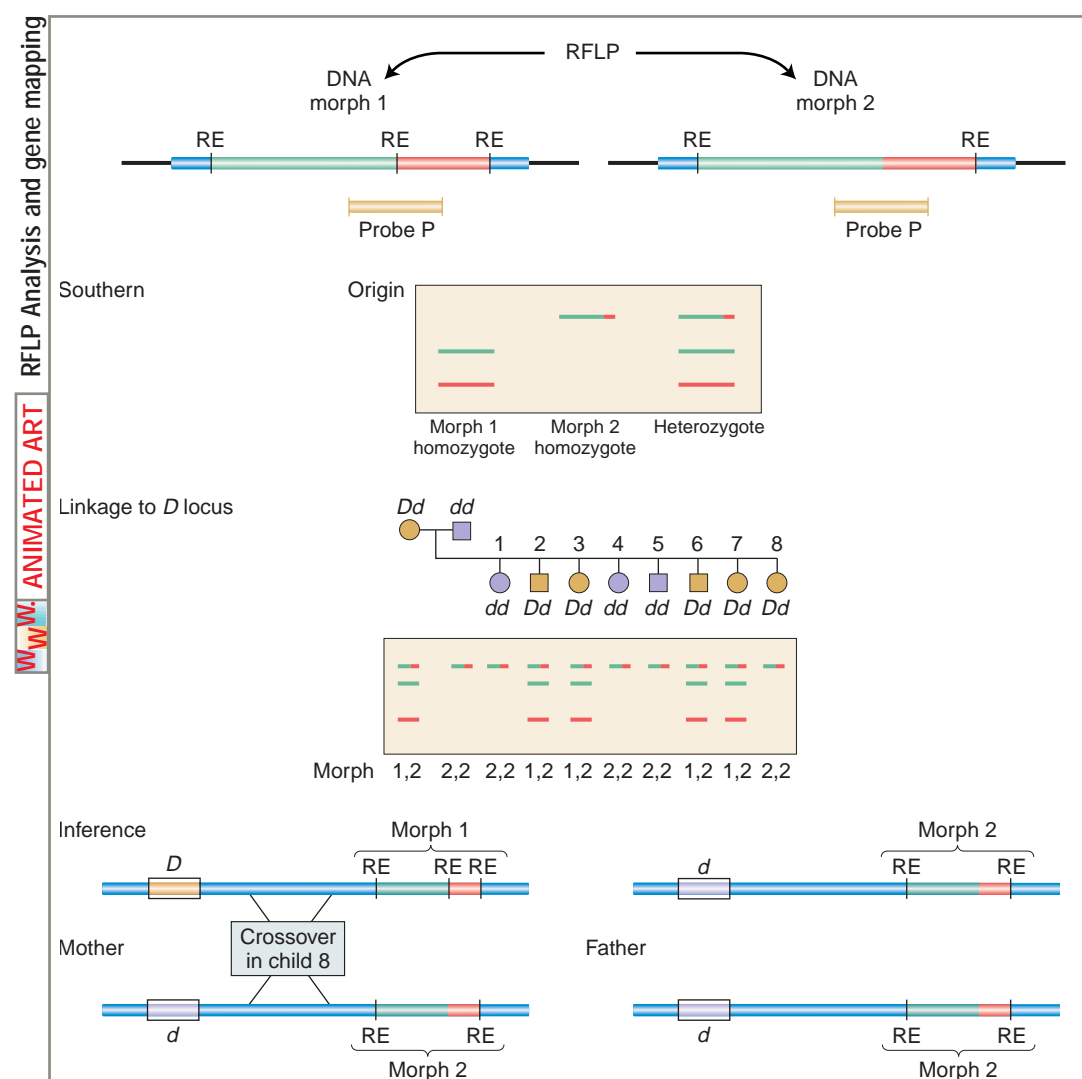 RFLP Analysis and gene mapping
WWW. ANIMATED ART
RFLP
DNA morph 1
DNA morph 2
RE RE RE RE RE
Probe P Probe P
Southern Origin
Morph 1 homozygote
Morph 2 homozygote
Heterozygote
Linkage to D locus
Dd dd
1 2 3 4 5 6 7 8
dd Dd Dd dd dd Dd Dd Dd
Morph 1,2 2,2 2,2 1,2 1,2 2,2 2,2 1,2 1,2 2,2
Inference
Morph 1 Morph 2
D RE RE RE d RE RE
Mother
Crossover in child 8
Father
d RE RE d RE RE
Morph 2 Morph 2